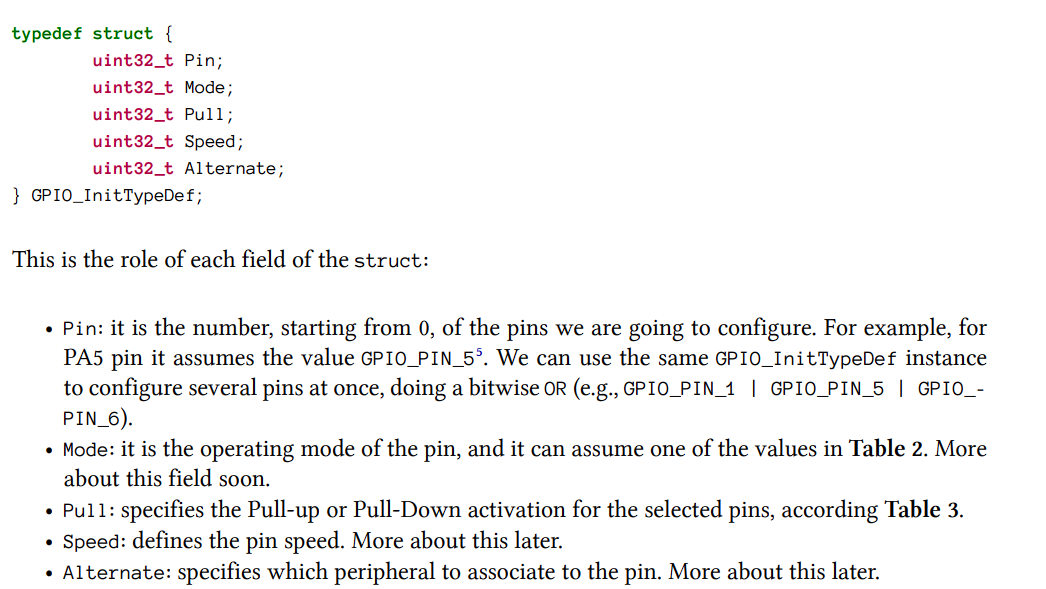 typedef struct {
uint32_t Pin;
uint32_t Mode;
uint32_t Pull;
uint32_t Speed;
uint32_t Alternate;
} GPIO_InitTypeDef;
This is the role of each field of the struct:
• Pin: it is the number, starting from 0, of the pins we are going to configure. For example, for
PA5 pin it assumes the value GPIO_PIN_5⁵. We can use the same GPIO_InitTypeDef instance
to configure several pins at once, doing a bitwise OR (e.g., GPIO_PIN_1 | GPIO_PIN_5 | GPIO_-
PIN_6).
• Mode: it is the operating mode of the pin, and it can assume one of the values in Table 2. More
about this field soon.
• Pull: specifies the Pull-up or Pull-Down activation for the selected pins, according Table 3.
• Speed: defines the pin speed. More about this later.
• Alternate: specifies which peripheral to associate to the pin. More about this later.